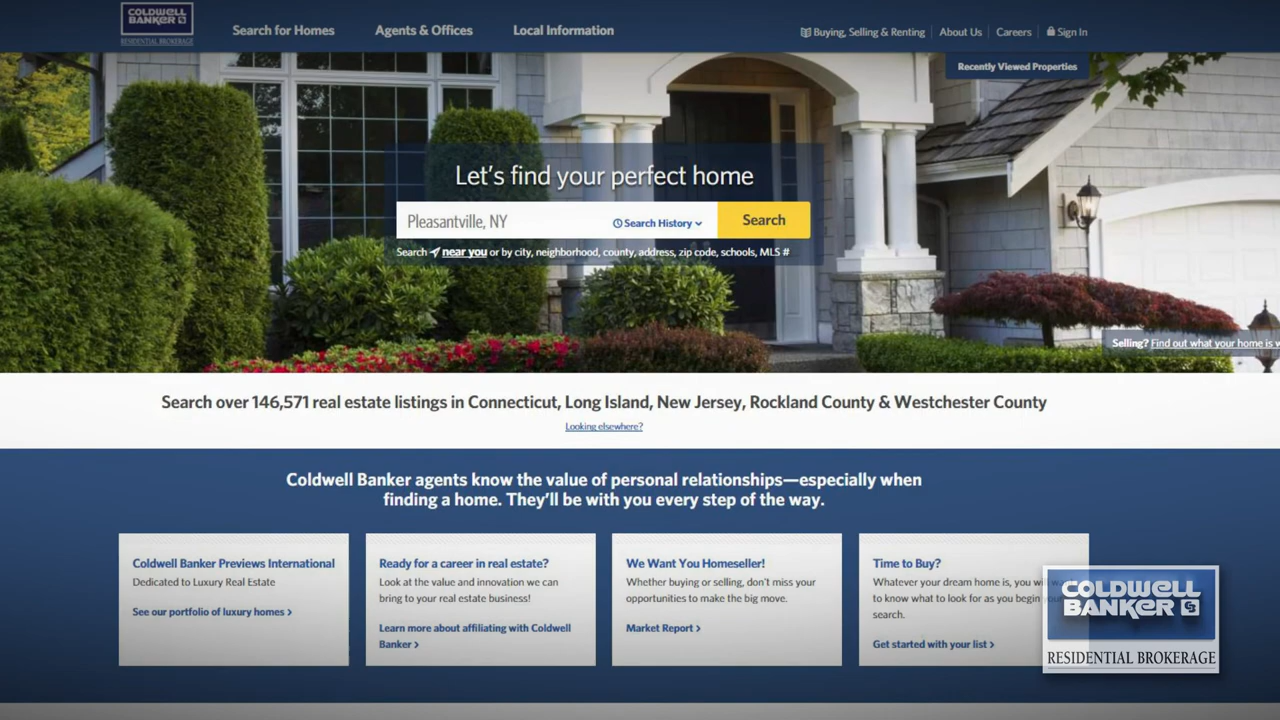 COLDWELL
BANKER
RESIDENTIAL BROKERAGE
Search for Homes
Agents & Offices
Local Information
Buying, Selling & Renting
About Us
Careers
Sign In
Recently Viewed Properties
Let's find your perfect home
Pleasantville, NY
Search History
Search
Search near you or by city, neighborhood, county, address, zip code, schools, MLS #
Selling? Find out what your home is w
Search over 146,571 real estate listings in Connecticut, Long Island, New Jersey, Rockland County & Westchester County
Looking elsewhere?
Coldwell Banker agents know the value of personal relationships—especially when
finding a home. They'll be with you every step of the way.
Coldwell Banker Previews International
Dedicated to Luxury Real Estate
See our portfolio of luxury homes >
Ready for a career in real estate?
Look at the value and innovation we can
bring to your real estate business!
Learn more about affiliating with Coldwell
Banker >
We Want You Homeseller!
Whether buying or selling, don't miss your
opportunities to make the big move.
Market Report >
Time to Buy?
Whatever your dream home is, you will wa
to know what to look for as you begin your
search.
Get started with your list >
COLDWELL
BANKER
RESIDENTIAL BROKERAGE